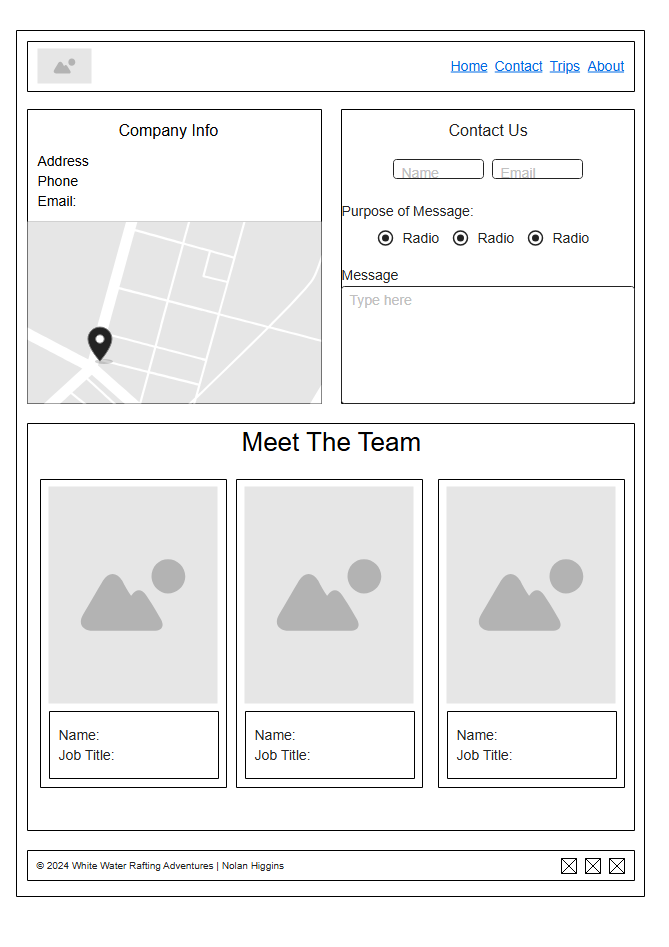 Home Contact Trips About
Company Info
Address
Phone
Email:
Contact Us
Name Email
Purpose of Message:
Radio Radio Radio
Message
Type here
Meet The Team
Name:
Job Title:
Name:
Job Title:
Name:
Job Title:
© 2024 White Water Rafting Adventures | Nolan Higgins